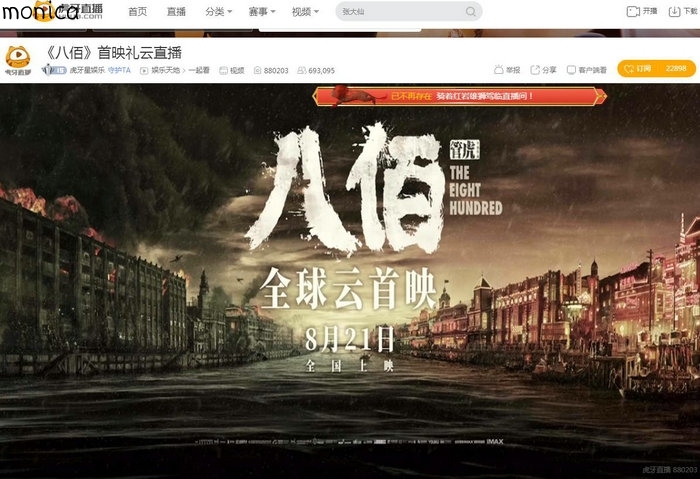 monica
虎牙直播
首页 直播 分类 赛事 视频 张大仙 开播 下载
《八佰》首映礼云直播
虎牙直播
直播 虎牙星娱乐 守护TA 娱乐天地 > 一起看 视频 880203 693,095 举报 分享 客户端看 订阅 22898
已不再存在 骑着红岩雄狮驾临直播间!
八佰
管虎
THE
EIGHT
HUNDRED
全球云首映
8月21日
全国上映
IMAX
虎牙直播 880203